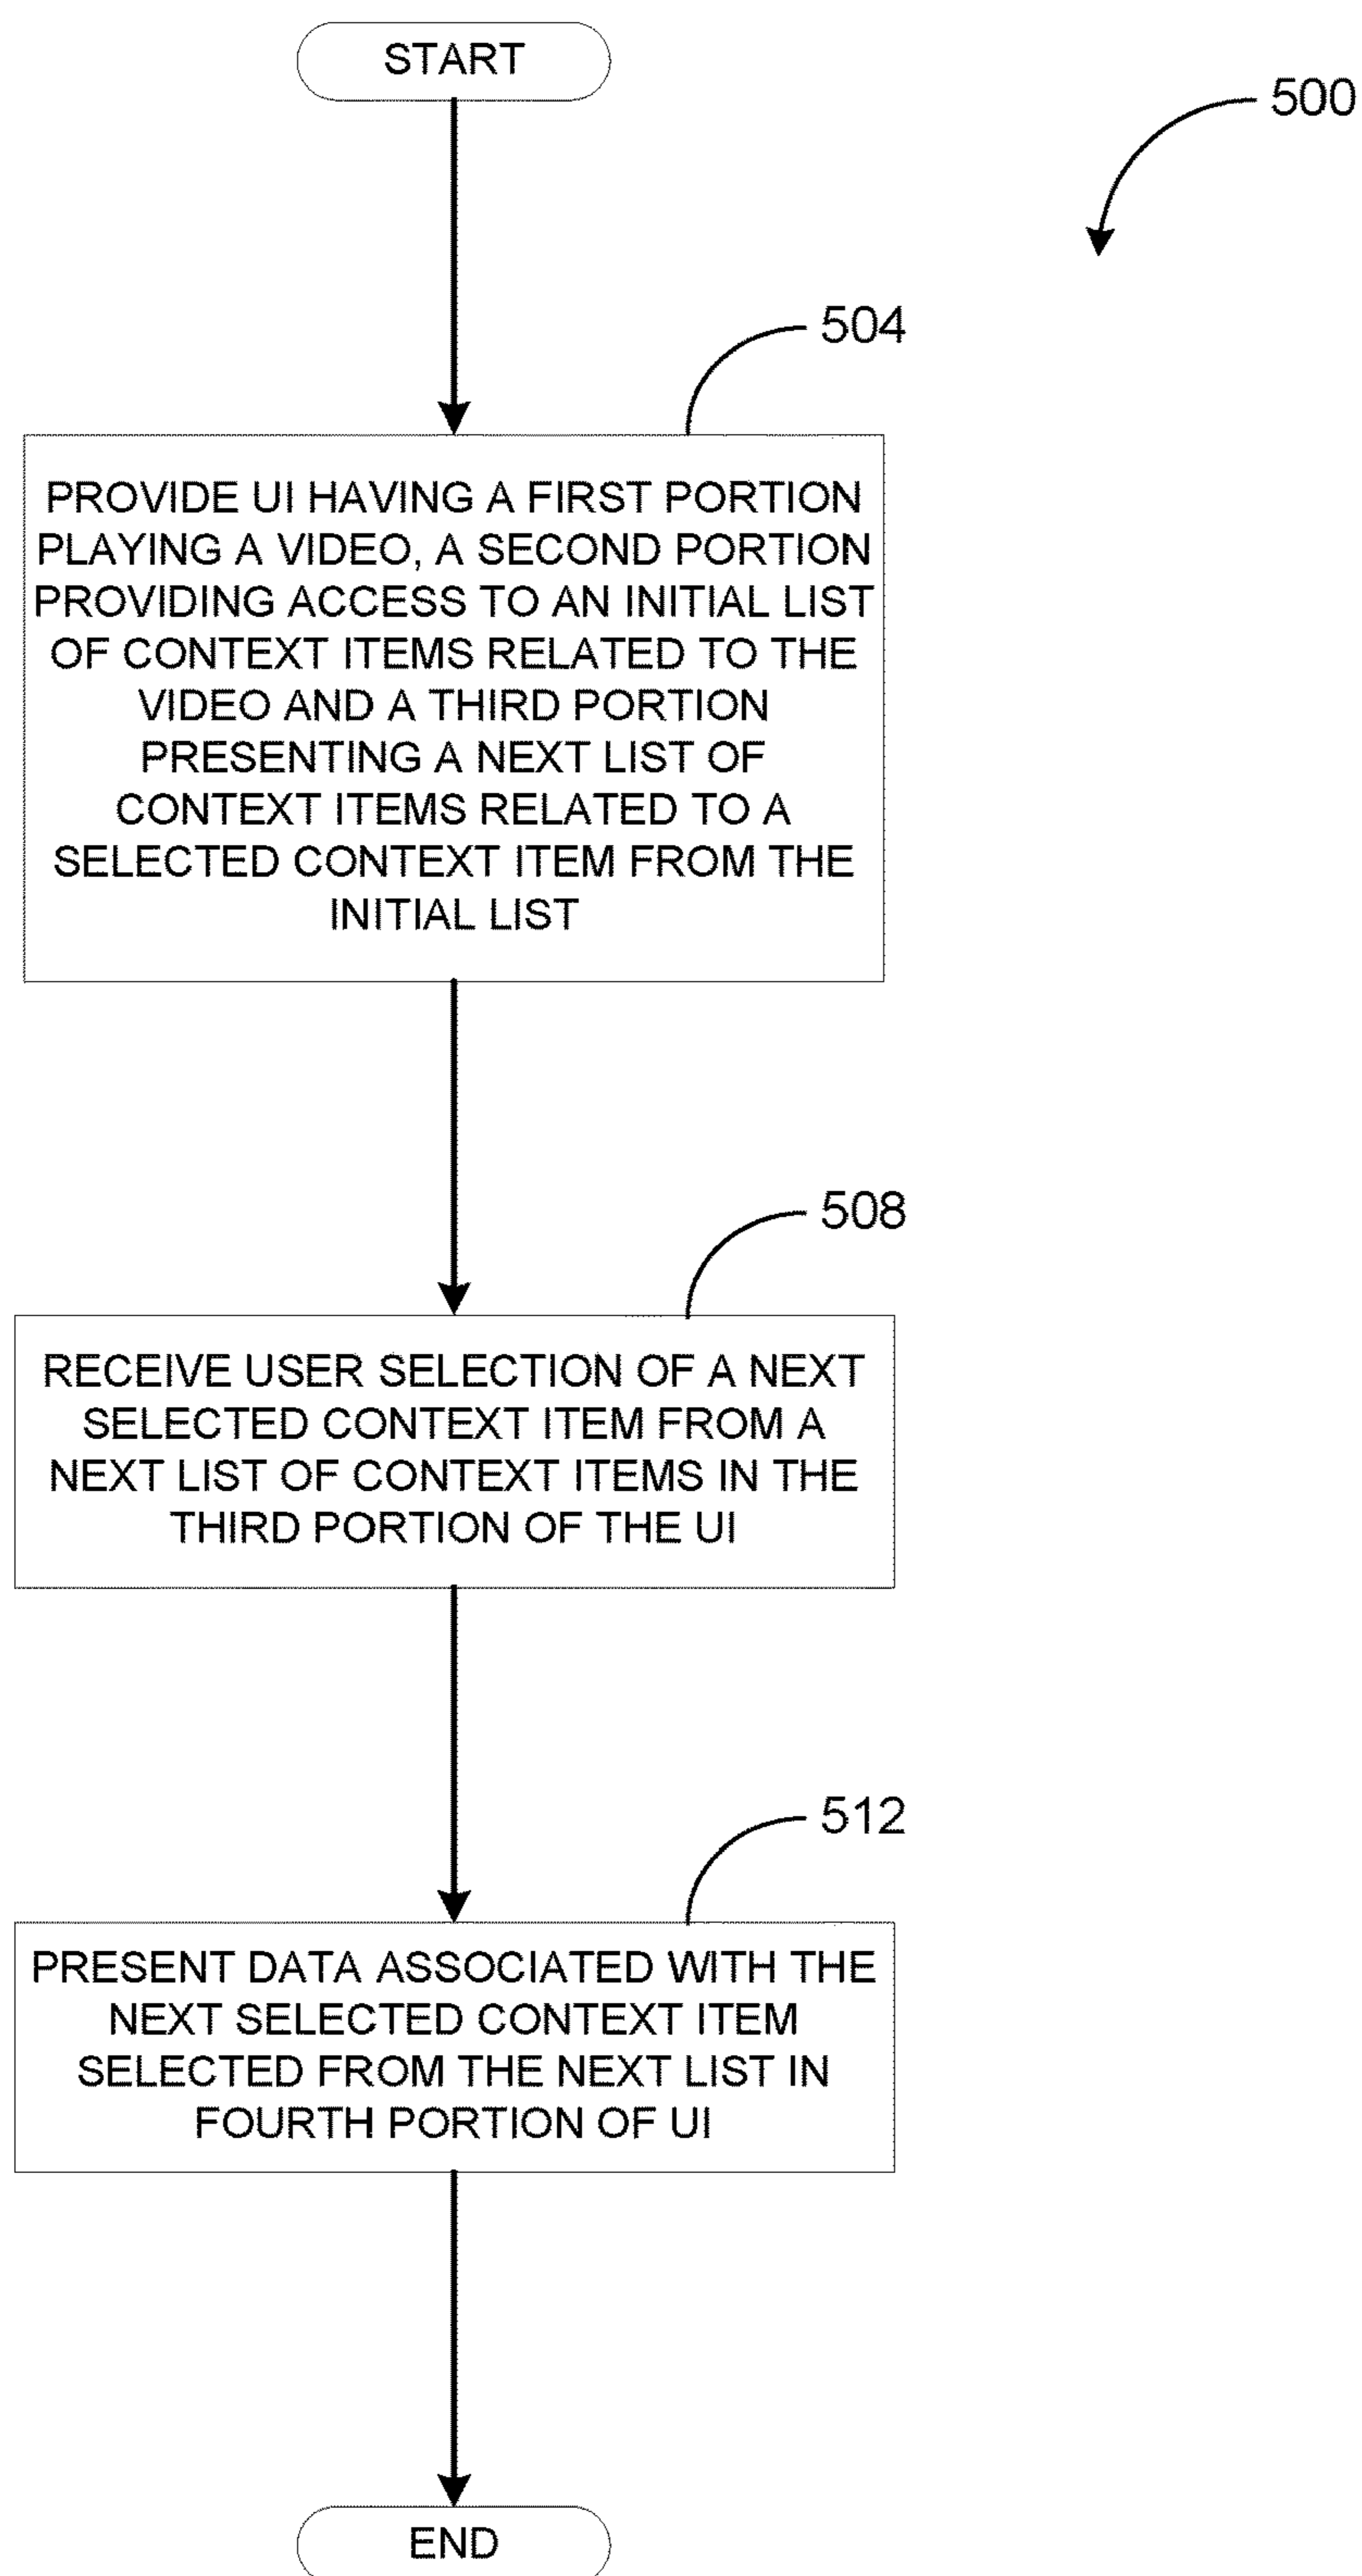 START
500
504
PROVIDE UI HAVING A FIRST PORTION
PLAYING A VIDEO, A SECOND PORTION
PROVIDING ACCESS TO AN INITIAL LIST
OF CONTEXT ITEMS RELATED TO THE
VIDEO AND A THIRD PORTION
PRESENTING A NEXT LIST OF
CONTEXT ITEMS RELATED TO A
SELECTED CONTEXT ITEM FROM THE
INITIAL LIST
508
RECEIVE USER SELECTION OF A NEXT
SELECTED CONTEXT ITEM FROM A
NEXT LIST OF CONTEXT ITEMS IN THE
THIRD PORTION OF THE UI
512
PRESENT DATA ASSOCIATED WITH THE
NEXT SELECTED CONTEXT ITEM
SELECTED FROM THE NEXT LIST IN
FOURTH PORTION OF UI
END